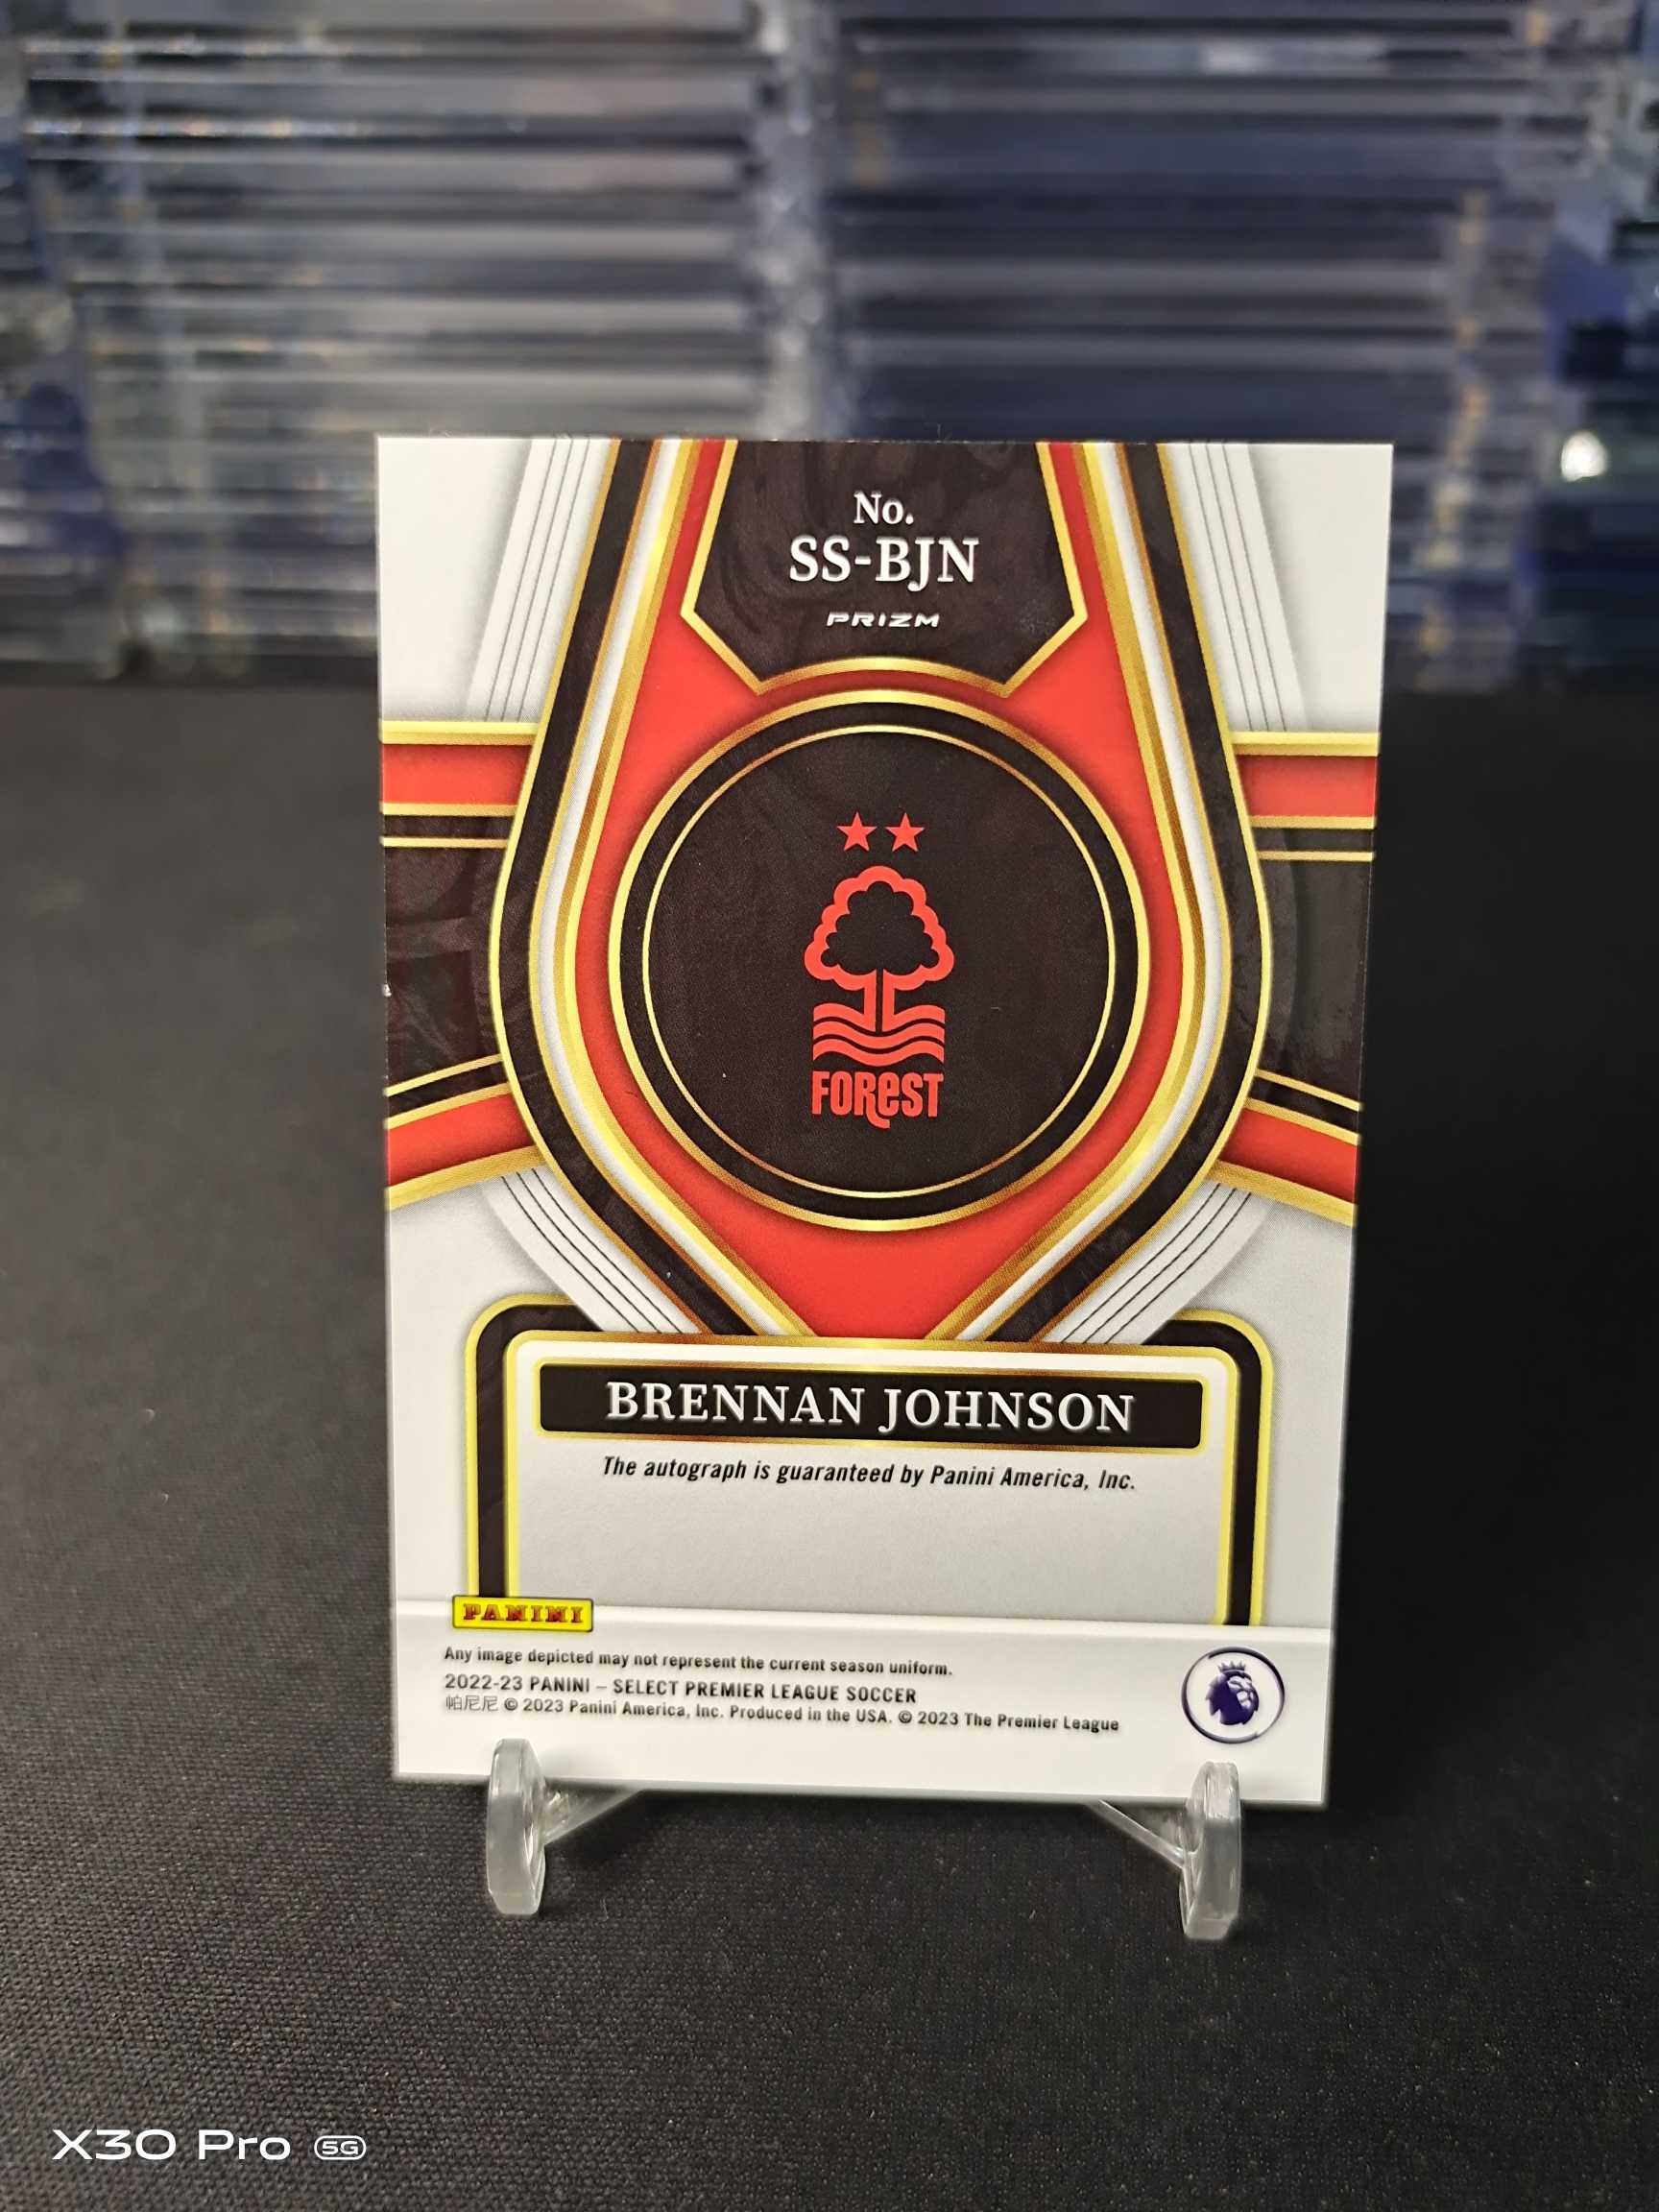 No.
SS-BJN
PRIZM
FOREST
BRENNAN JOHNSON
The autograph is guaranteed by Panini America, Inc.
PANINI
Any image depicted may not represent the current season uniform.
2022-23 PANINI – SELECT PREMIER LEAGUE SOCCER
帕尼尼 © 2023 Panini America, Inc. Produced in the USA. © 2023 The Premier League
X30 Pro 5G